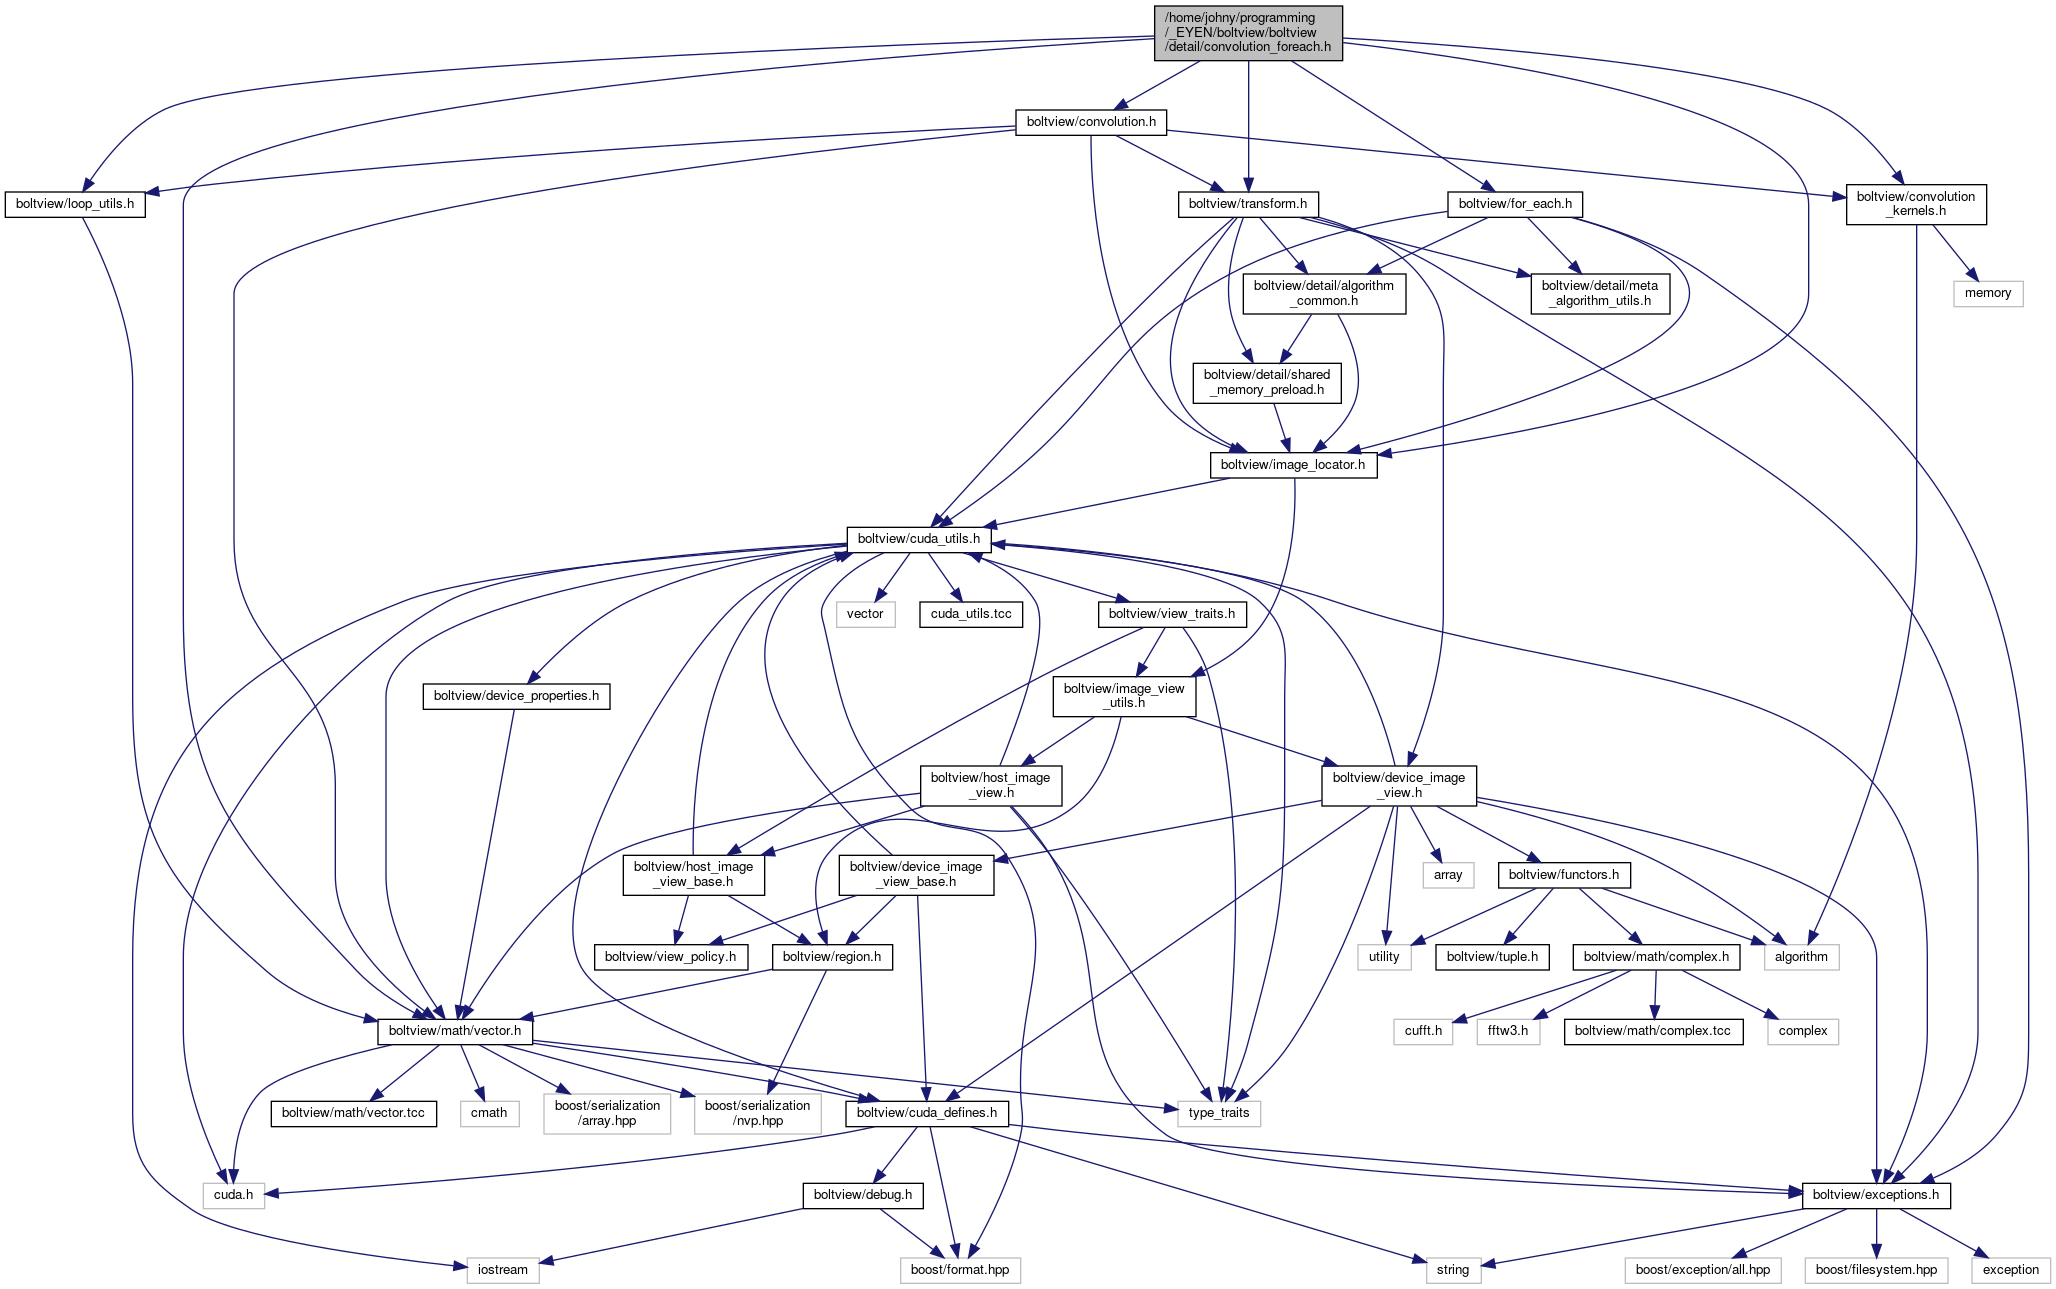 /home/johny/programming
/_EYEN/boltview/boltview
/detail/convolution_foreach.h
boltview/convolution.h
boltview/loop_utils.h
boltview/transform.h
boltview/for_each.h
boltview/convolution
_kernels.h
boltview/detail/algorithm
_common.h
boltview/detail/meta
_algorithm_utils.h
memory
boltview/detail/shared
_memory_preload.h
boltview/image_locator.h
boltview/cuda_utils.h
vector
cuda_utils.tcc
boltview/view_traits.h
boltview/device_properties.h
boltview/image_view
_utils.h
boltview/host_image
_view.h
boltview/device_image
_view.h
boltview/host_image
_view_base.h
boltview/device_image
_view_base.h
array
boltview/functors.h
boltview/view_policy.h
boltview/region.h
utility
boltview/tuple.h
boltview/math/complex.h
algorithm
boltview/math/vector.h
cufft.h
fftw3.h
boltview/math/complex.tcc
complex
boltview/math/vector.tcc
cmath
boost/serialization
/array.hpp
boost/serialization
/nvp.hpp
boltview/cuda_defines.h
type_traits
cuda.h
boltview/debug.h
boltview/exceptions.h
iostream
boost/format.hpp
string
boost/exception/all.hpp
boost/filesystem.hpp
exception